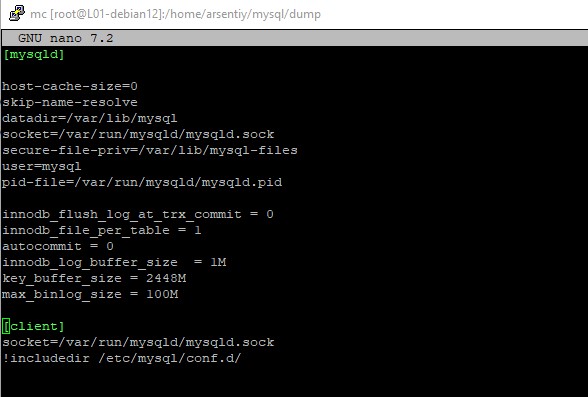 mc [root@L01-debian12]:/home/arsentiy/mysql/dump
GNU nano 7.2
[mysqld]
host-cache-size=0
skip-name-resolve
datadir=/var/lib/mysql
socket=/var/run/mysqld/mysqld.sock
secure-file-priv=/var/lib/mysql-files
user=mysql
pid-file=/var/run/mysqld/mysqld.pid
innodb_flush_log_at_trx_commit = 0
innodb_file_per_table = 1
autocommit = 0
innodb_log_buffer_size  = 1M
key_buffer_size = 2448M
max_binlog_size = 100M
[client]
socket=/var/run/mysqld/mysqld.sock
!includedir /etc/mysql/conf.d/